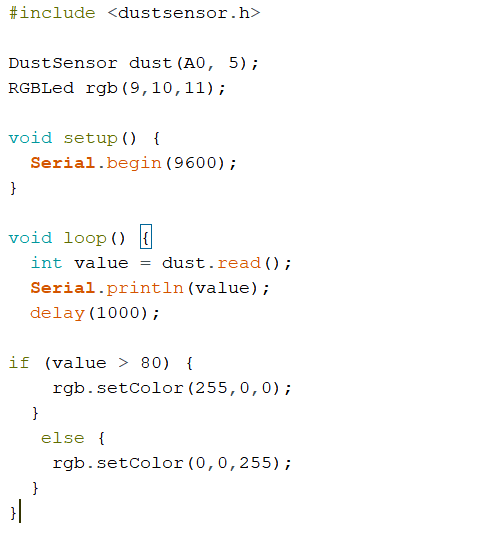 #include <dustsensor.h>

DustSensor dust(A0, 5);
RGBLed rgb(9,10,11);

void setup() {
  Serial.begin(9600);
}

void loop() {
  int value = dust.read();
  Serial.println(value);
  delay(1000);

if (value > 80) {
    rgb.setColor(255,0,0);
  }
   else {
    rgb.setColor(0,0,255);
  }
}